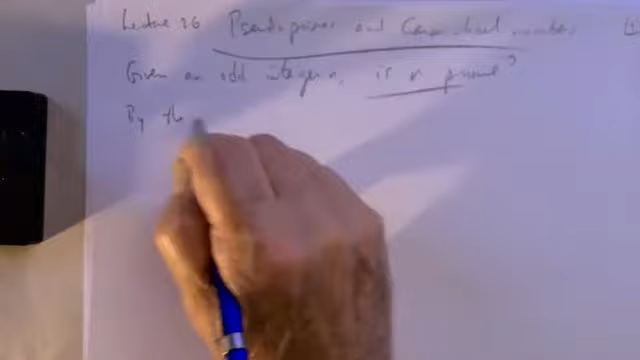 Lecture 26 Pseudoprimes and Carmichael numbers
Given an odd integer n, is n prime?
By the